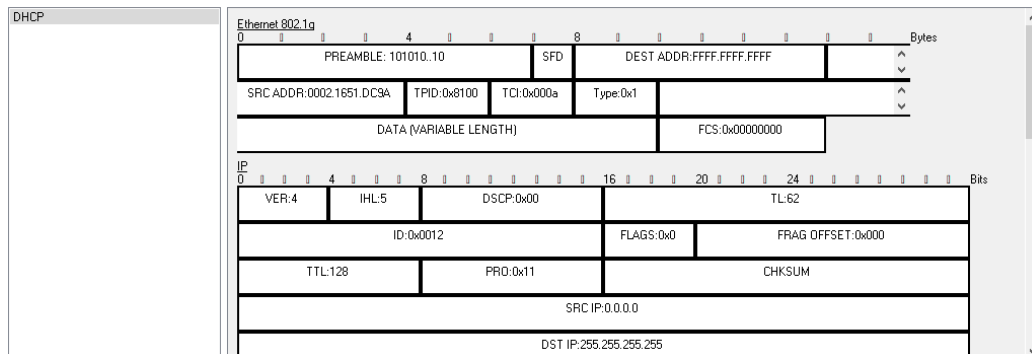 DHCP
Ethernet 802.1q
0 4 8 Bytes
PREAMBLE: 101010..10 SFD DEST ADDR:FFFF.FFFF.FFFF
SRC ADDR:0002.1651.DC9A TPID:0x8100 TCI:0x000a Type:0x1
DATA (VARIABLE LENGTH) FCS:0x00000000
IP
0 4 8 16 20 24 Bits
VER:4 IHL:5 DSCP:0x00 TL:62
ID:0x0012 FLAGS:0x0 FRAG OFFSET:0x000
TTL:128 PRO:0x11 CHKSUM
SRC IP:0.0.0.0
DST IP:255.255.255.255